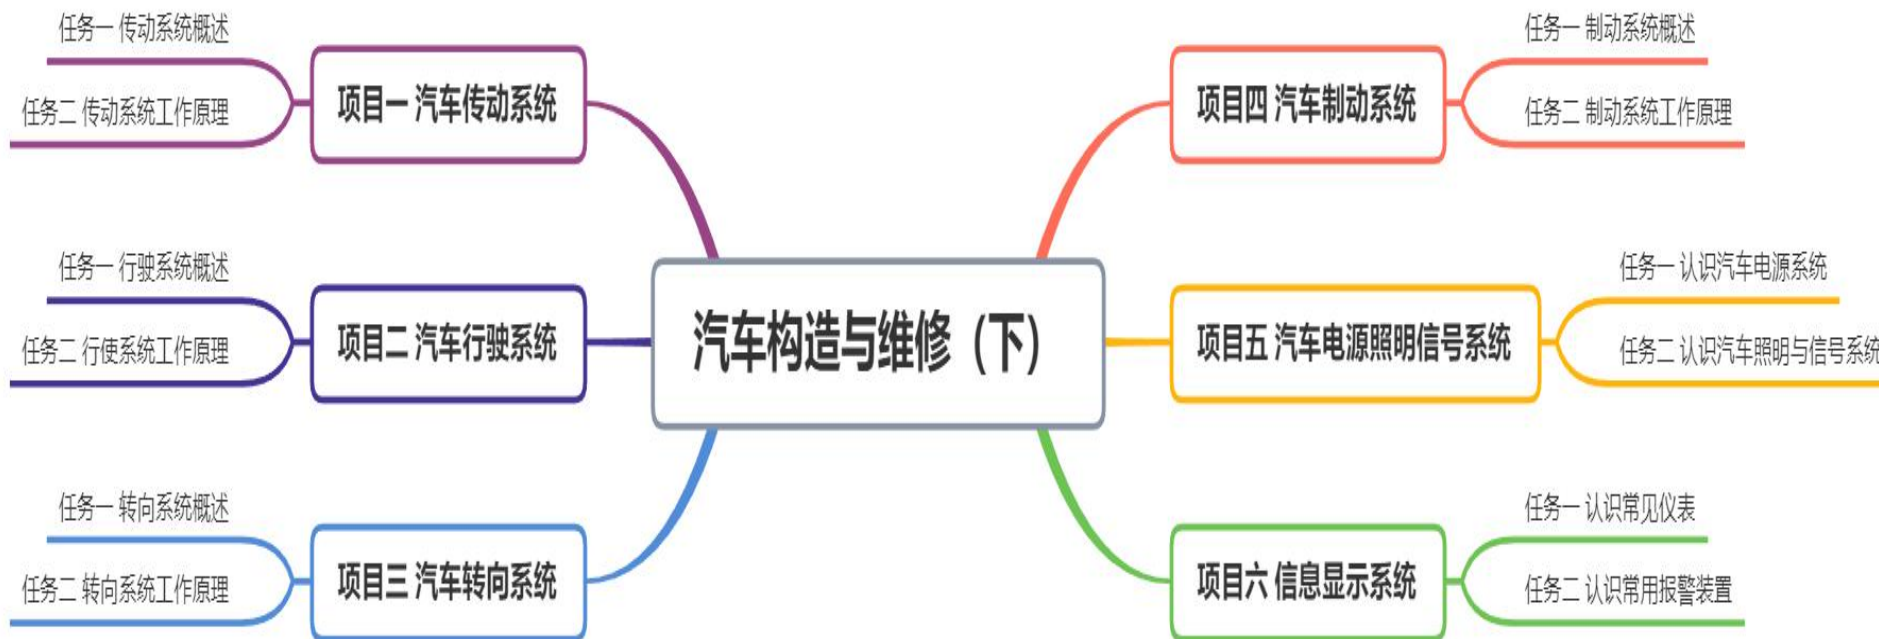 任务一 传动系统概述
任务二 传动系统工作原理
项目一 汽车传动系统
任务一 行驶系统概述
任务二 行使系统工作原理
项目二 汽车行驶系统
任务一 转向系统概述
任务二 转向系统工作原理
项目三 汽车转向系统
汽车构造与维修（下）
项目四 汽车制动系统
任务一 制动系统概述
任务二 制动系统工作原理
项目五 汽车电源照明信号系统
任务一 认识汽车电源系统
任务二 认识汽车照明与信号系统
项目六 信息显示系统
任务一 认识常见仪表
任务二 认识常用报警装置